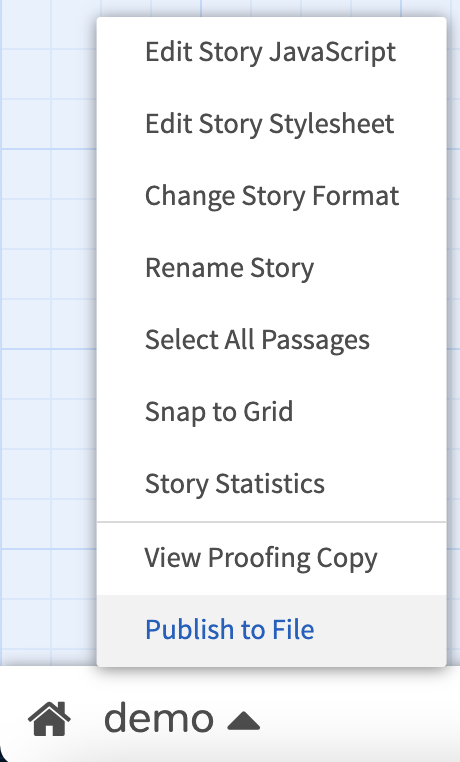 Edit Story JavaScript
Edit Story Stylesheet
Change Story Format
Rename Story
Select All Passages
Snap to Grid
Story Statistics
View Proofing Copy
Publish to File
demo